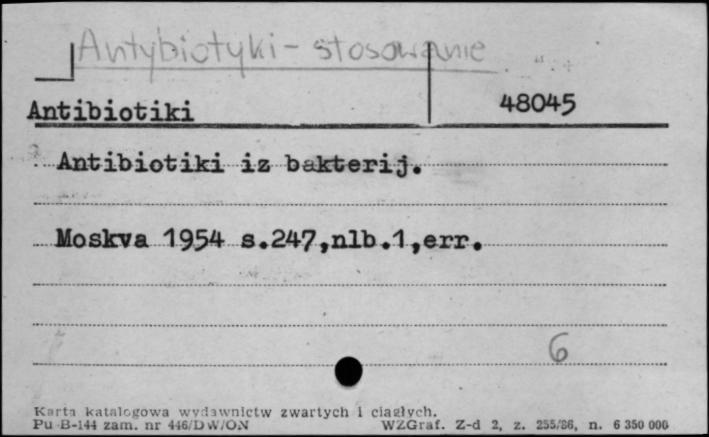 Antybiotyki - stosowanie
Antibiotiki 48045
Antibiotiki iz bakterij.
Moskva 1954 s.247,nlb.1,err.
6
Karta katalogowa wydawnictw zwartych i ciągłych.
Pu B-144 zam. nr 446/DW/ON WZGraf. Z-d 2, z. 255/86, n. 6 350 000